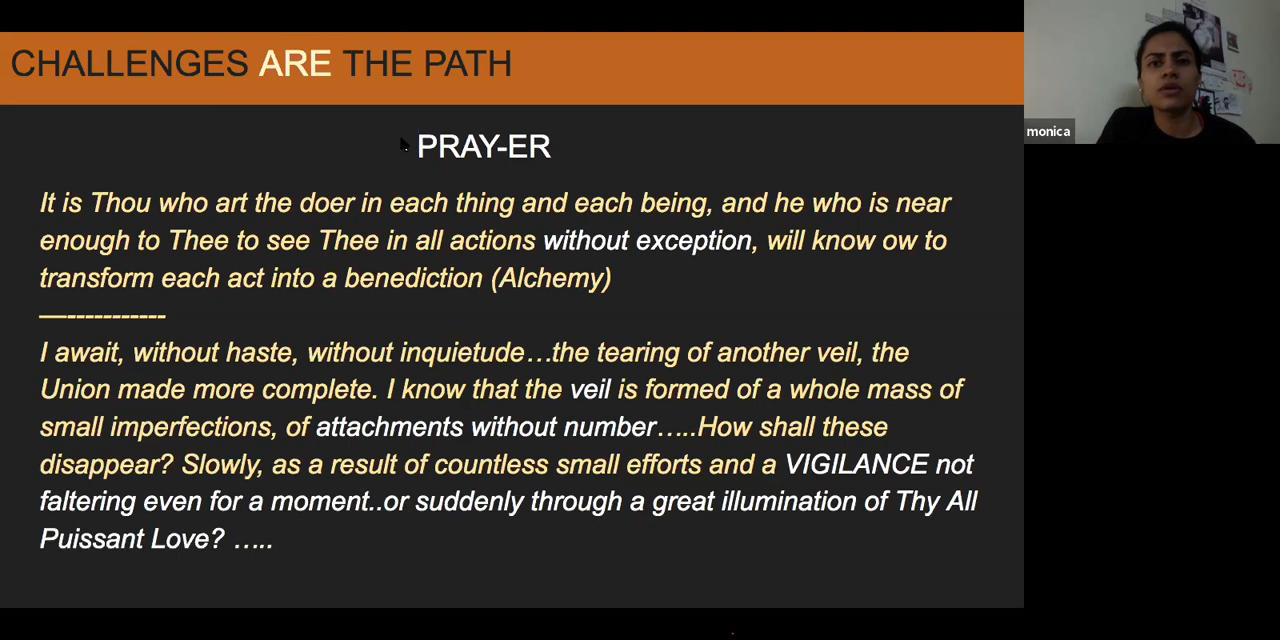 CHALLENGES ARE THE PATH
PRAY-ER
It is Thou who art the doer in each thing and each being, and he who is near
enough to Thee to see Thee in all actions without exception, will know ow to
transform each act into a benediction (Alchemy)
—-----------
I await, without haste, without inquietude…the tearing of another veil, the
Union made more complete. I know that the veil is formed of a whole mass of
small imperfections, of attachments without number…..How shall these
disappear? Slowly, as a result of countless small efforts and a VIGILANCE not
faltering even for a moment..or suddenly through a great illumination of Thy All
Puissant Love? …..
monica